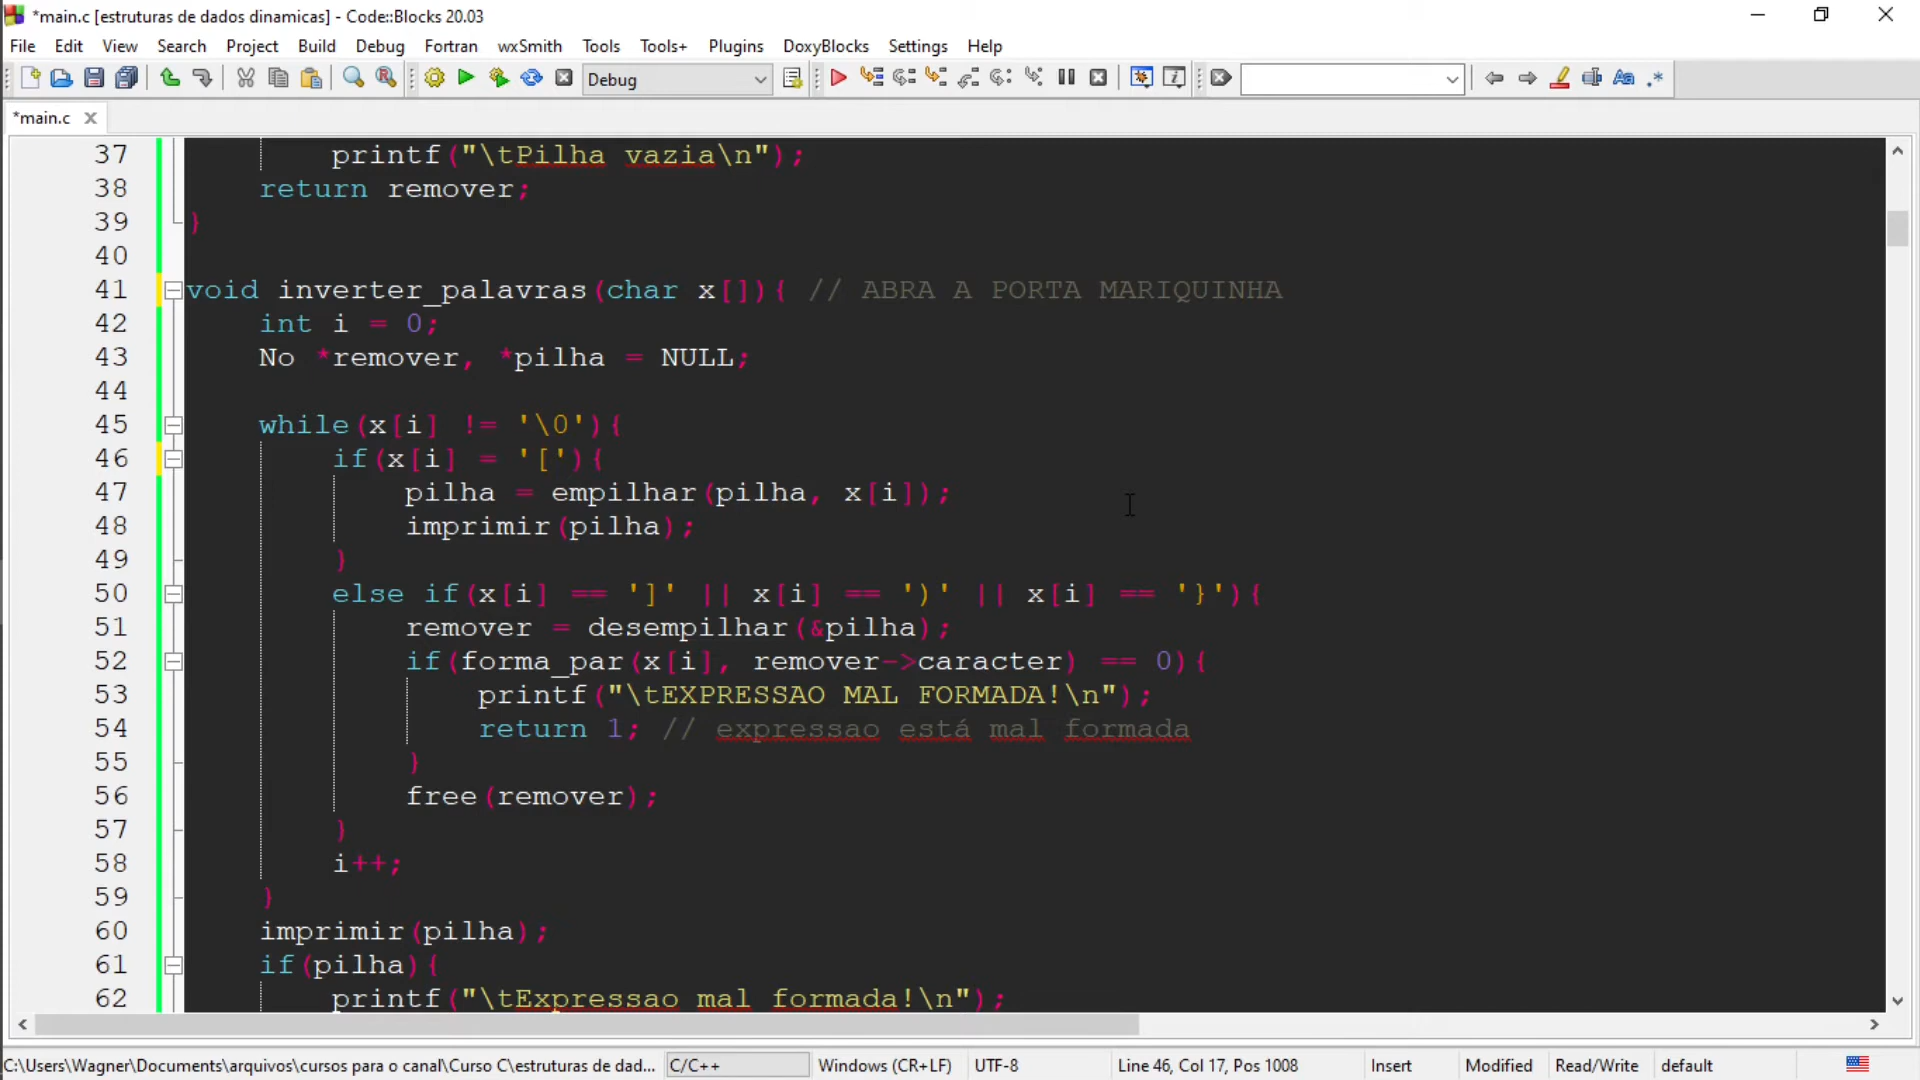 *main.c [estruturas de dados dinamicas] - Code::Blocks 20.03
File Edit View Search Project Build Debug Fortran wxSmith Tools Tools+ Plugins DoxyBlocks Settings Help
Debug
*main.c
37 printf("\tPilha vazia\n");
38 return remover;
39 }
40
41 void inverter_palavras(char x[]){ // ABRA A PORTA MARIQUINHA
42 int i = 0;
43 No *remover, *pilha = NULL;
44
45 while(x[i] != '\0'){
46 if(x[i] = '['){
47 pilha = empilhar(pilha, x[i]);
48 imprimir(pilha);
49 }
50 else if(x[i] == ']' || x[i] == ')' || x[i] == '}'){
51 remover = desempilhar(&pilha);
52 if(forma_par(x[i], remover->caracter) == 0){
53 printf("\tEXPRESSAO MAL FORMADA!\n");
54 return 1; // expressao está mal formada
55 }
56 free(remover);
57 }
58 i++;
59 }
60 imprimir(pilha);
61 if(pilha){
62 printf("\tExpressao mal formada!\n");
C:\Users\Wagner\Documents\arquivos\cursos para o canal\Curso C\estruturas de dad... C/C++ Windows (CR+LF) UTF-8 Line 46, Col 17, Pos 1008 Insert Modified Read/Write default